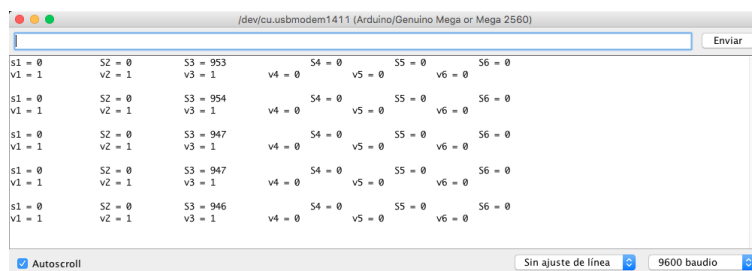 /dev/cu.usbmodem1411 (Arduino/Genuino Mega or Mega 2560)
Enviar
s1 = 0 S2 = 0 S3 = 953 S4 = 0 S5 = 0 S6 = 0
v1 = 1 v2 = 1 v3 = 1 v4 = 0 v5 = 0 v6 = 0
s1 = 0 S2 = 0 S3 = 954 S4 = 0 S5 = 0 S6 = 0
v1 = 1 v2 = 1 v3 = 1 v4 = 0 v5 = 0 v6 = 0
s1 = 0 S2 = 0 S3 = 947 S4 = 0 S5 = 0 S6 = 0
v1 = 1 v2 = 1 v3 = 1 v4 = 0 v5 = 0 v6 = 0
s1 = 0 S2 = 0 S3 = 947 S4 = 0 S5 = 0 S6 = 0
v1 = 1 v2 = 1 v3 = 1 v4 = 0 v5 = 0 v6 = 0
s1 = 0 S2 = 0 S3 = 946 S4 = 0 S5 = 0 S6 = 0
v1 = 1 v2 = 1 v3 = 1 v4 = 0 v5 = 0 v6 = 0
Autoscroll Sin ajuste de línea 9600 baudio